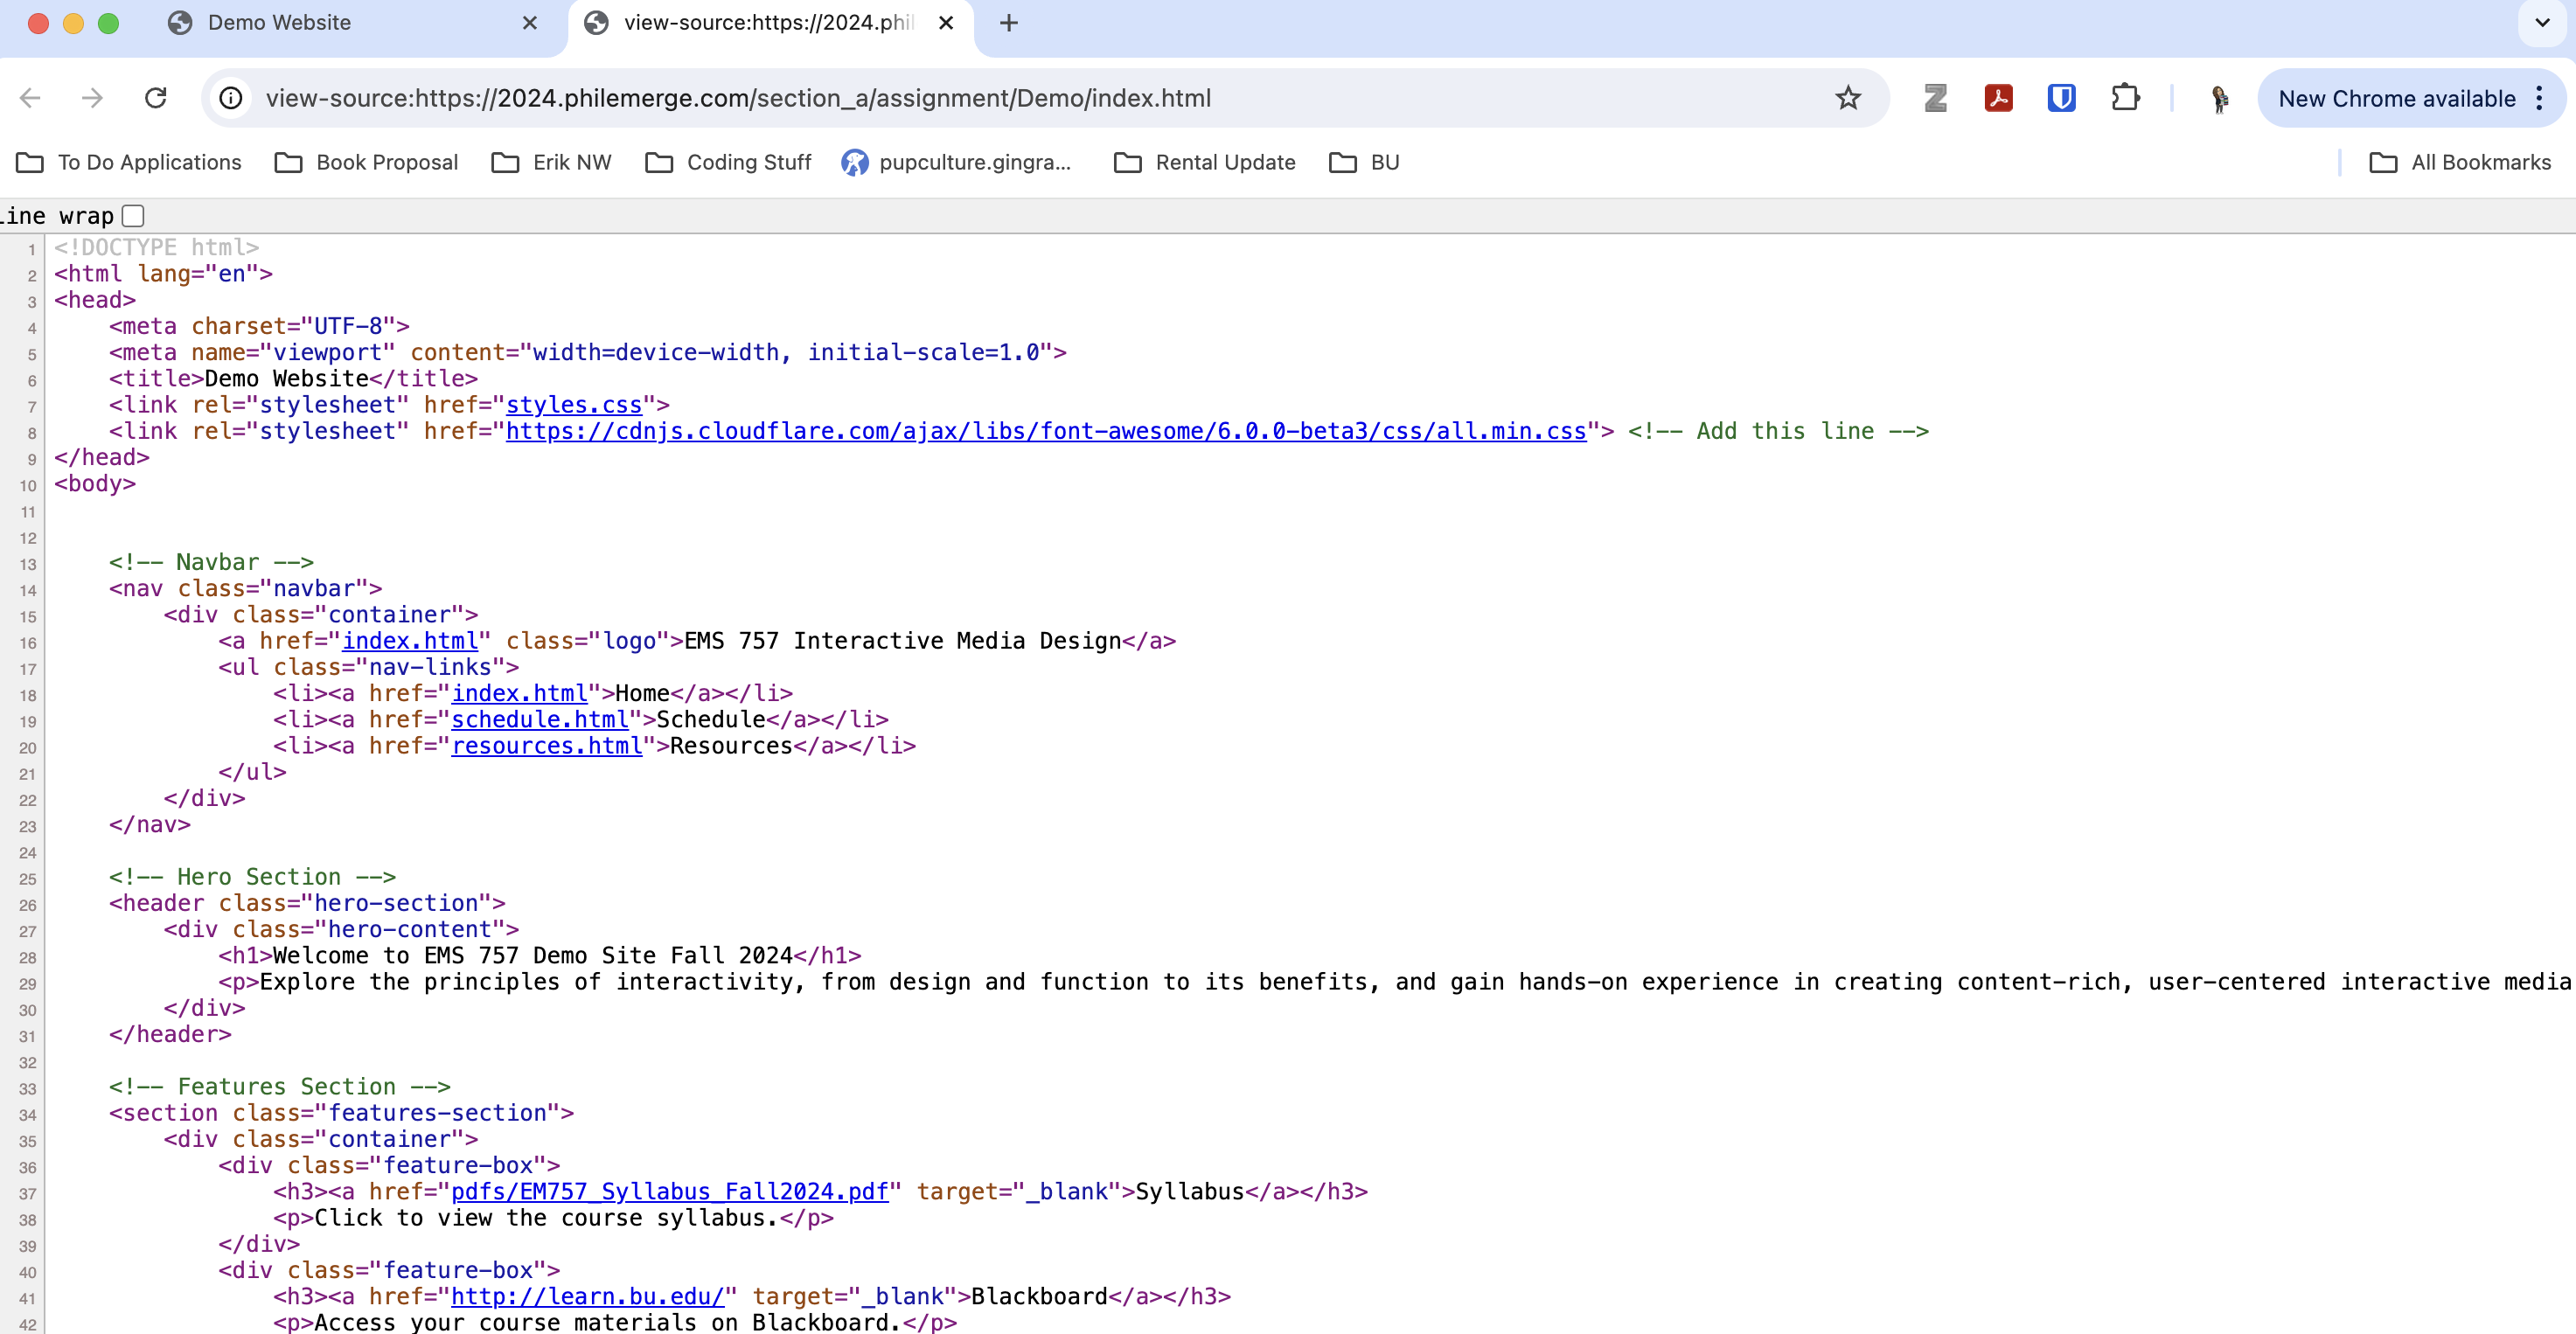 Demo Website
view-source:https://2024.phil
view-source:https://2024.philemerge.com/section_a/assignment/Demo/index.html
New Chrome available
To Do Applications
Book Proposal
Erik NW
Coding Stuff
pupculture.gingra...
Rental Update
BU
All Bookmarks
Line wrap
1 <!DOCTYPE html>
2 <html lang="en">
3 <head>
4     <meta charset="UTF-8">
5     <meta name="viewport" content="width=device-width, initial-scale=1.0">
6     <title>Demo Website</title>
7     <link rel="stylesheet" href="styles.css">
8     <link rel="stylesheet" href="https://cdnjs.cloudflare.com/ajax/libs/font-awesome/6.0.0-beta3/css/all.min.css"> <!-- Add this line -->
9 </head>
10 <body>
11
12
13     <!-- Navbar -->
14     <nav class="navbar">
15         <div class="container">
16             <a href="index.html" class="logo">EMS 757 Interactive Media Design</a>
17             <ul class="nav-links">
18                 <li><a href="index.html">Home</a></li>
19                 <li><a href="schedule.html">Schedule</a></li>
20                 <li><a href="resources.html">Resources</a></li>
21             </ul>
22         </div>
23     </nav>
24
25     <!-- Hero Section -->
26     <header class="hero-section">
27         <div class="hero-content">
28             <h1>Welcome to EMS 757 Demo Site Fall 2024</h1>
29             <p>Explore the principles of interactivity, from design and function to its benefits, and gain hands-on experience in creating content-rich, user-centered interactive media
30         </div>
31     </header>
32
33     <!-- Features Section -->
34     <section class="features-section">
35         <div class="container">
36             <div class="feature-box">
37                 <h3><a href="pdfs/EM757_Syllabus_Fall2024.pdf" target="_blank">Syllabus</a></h3>
38                 <p>Click to view the course syllabus.</p>
39             </div>
40             <div class="feature-box">
41                 <h3><a href="http://learn.bu.edu/" target="_blank">Blackboard</a></h3>
42                 <p>Access your course materials on Blackboard.</p>